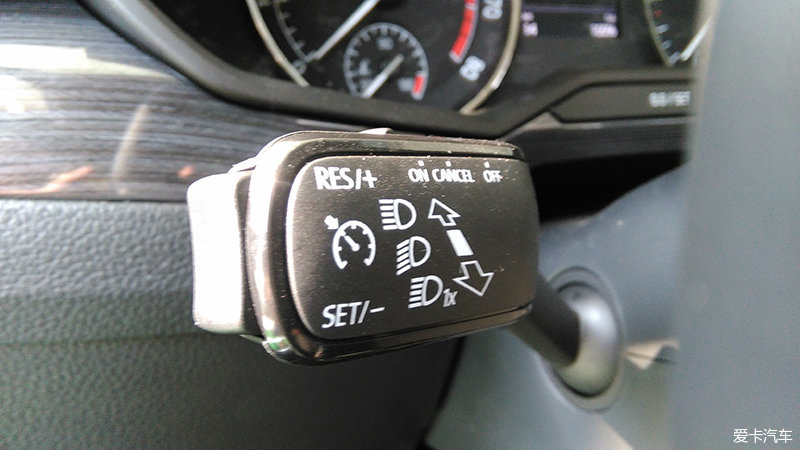 RES/+
ON CANCEL OFF
1x
SET/-
爱卡汽车